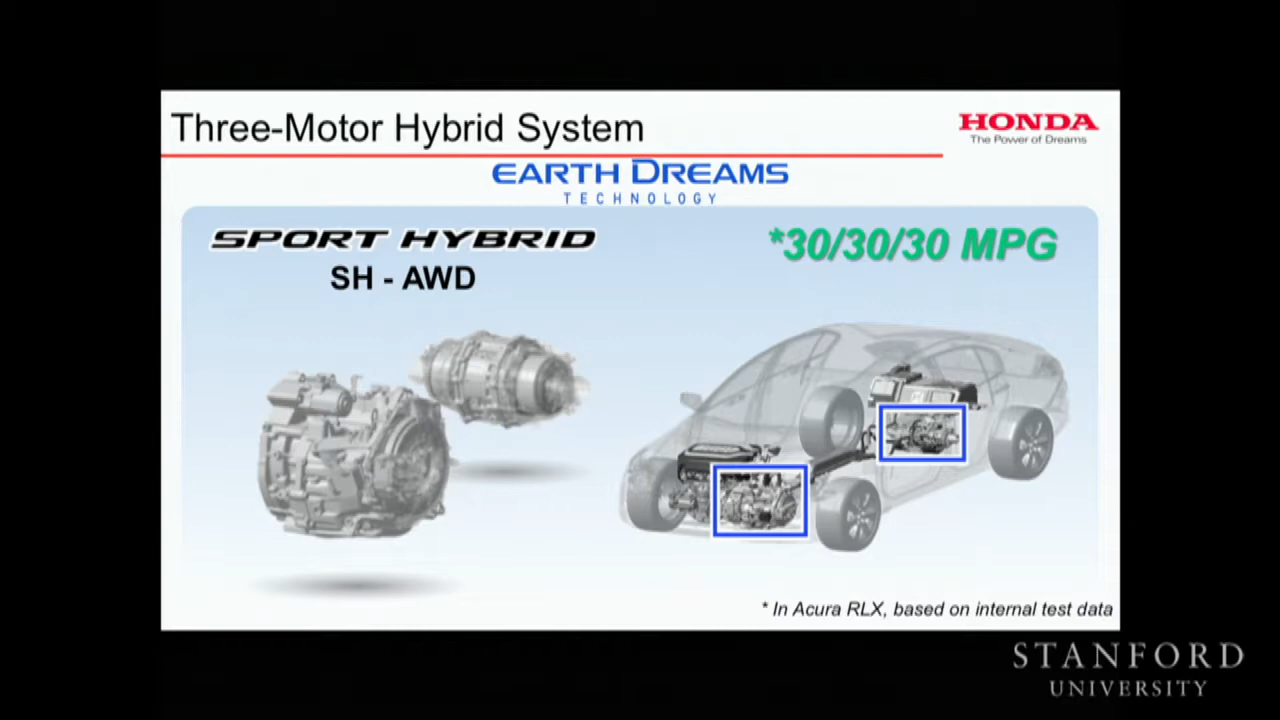 Three-Motor Hybrid System
HONDA
The Power of Dreams
EARTH DREAMS
TECHNOLOGY
SPORT HYBRID
SH - AWD
*30/30/30 MPG
* In Acura RLX, based on internal test data
STANFORD
UNIVERSITY